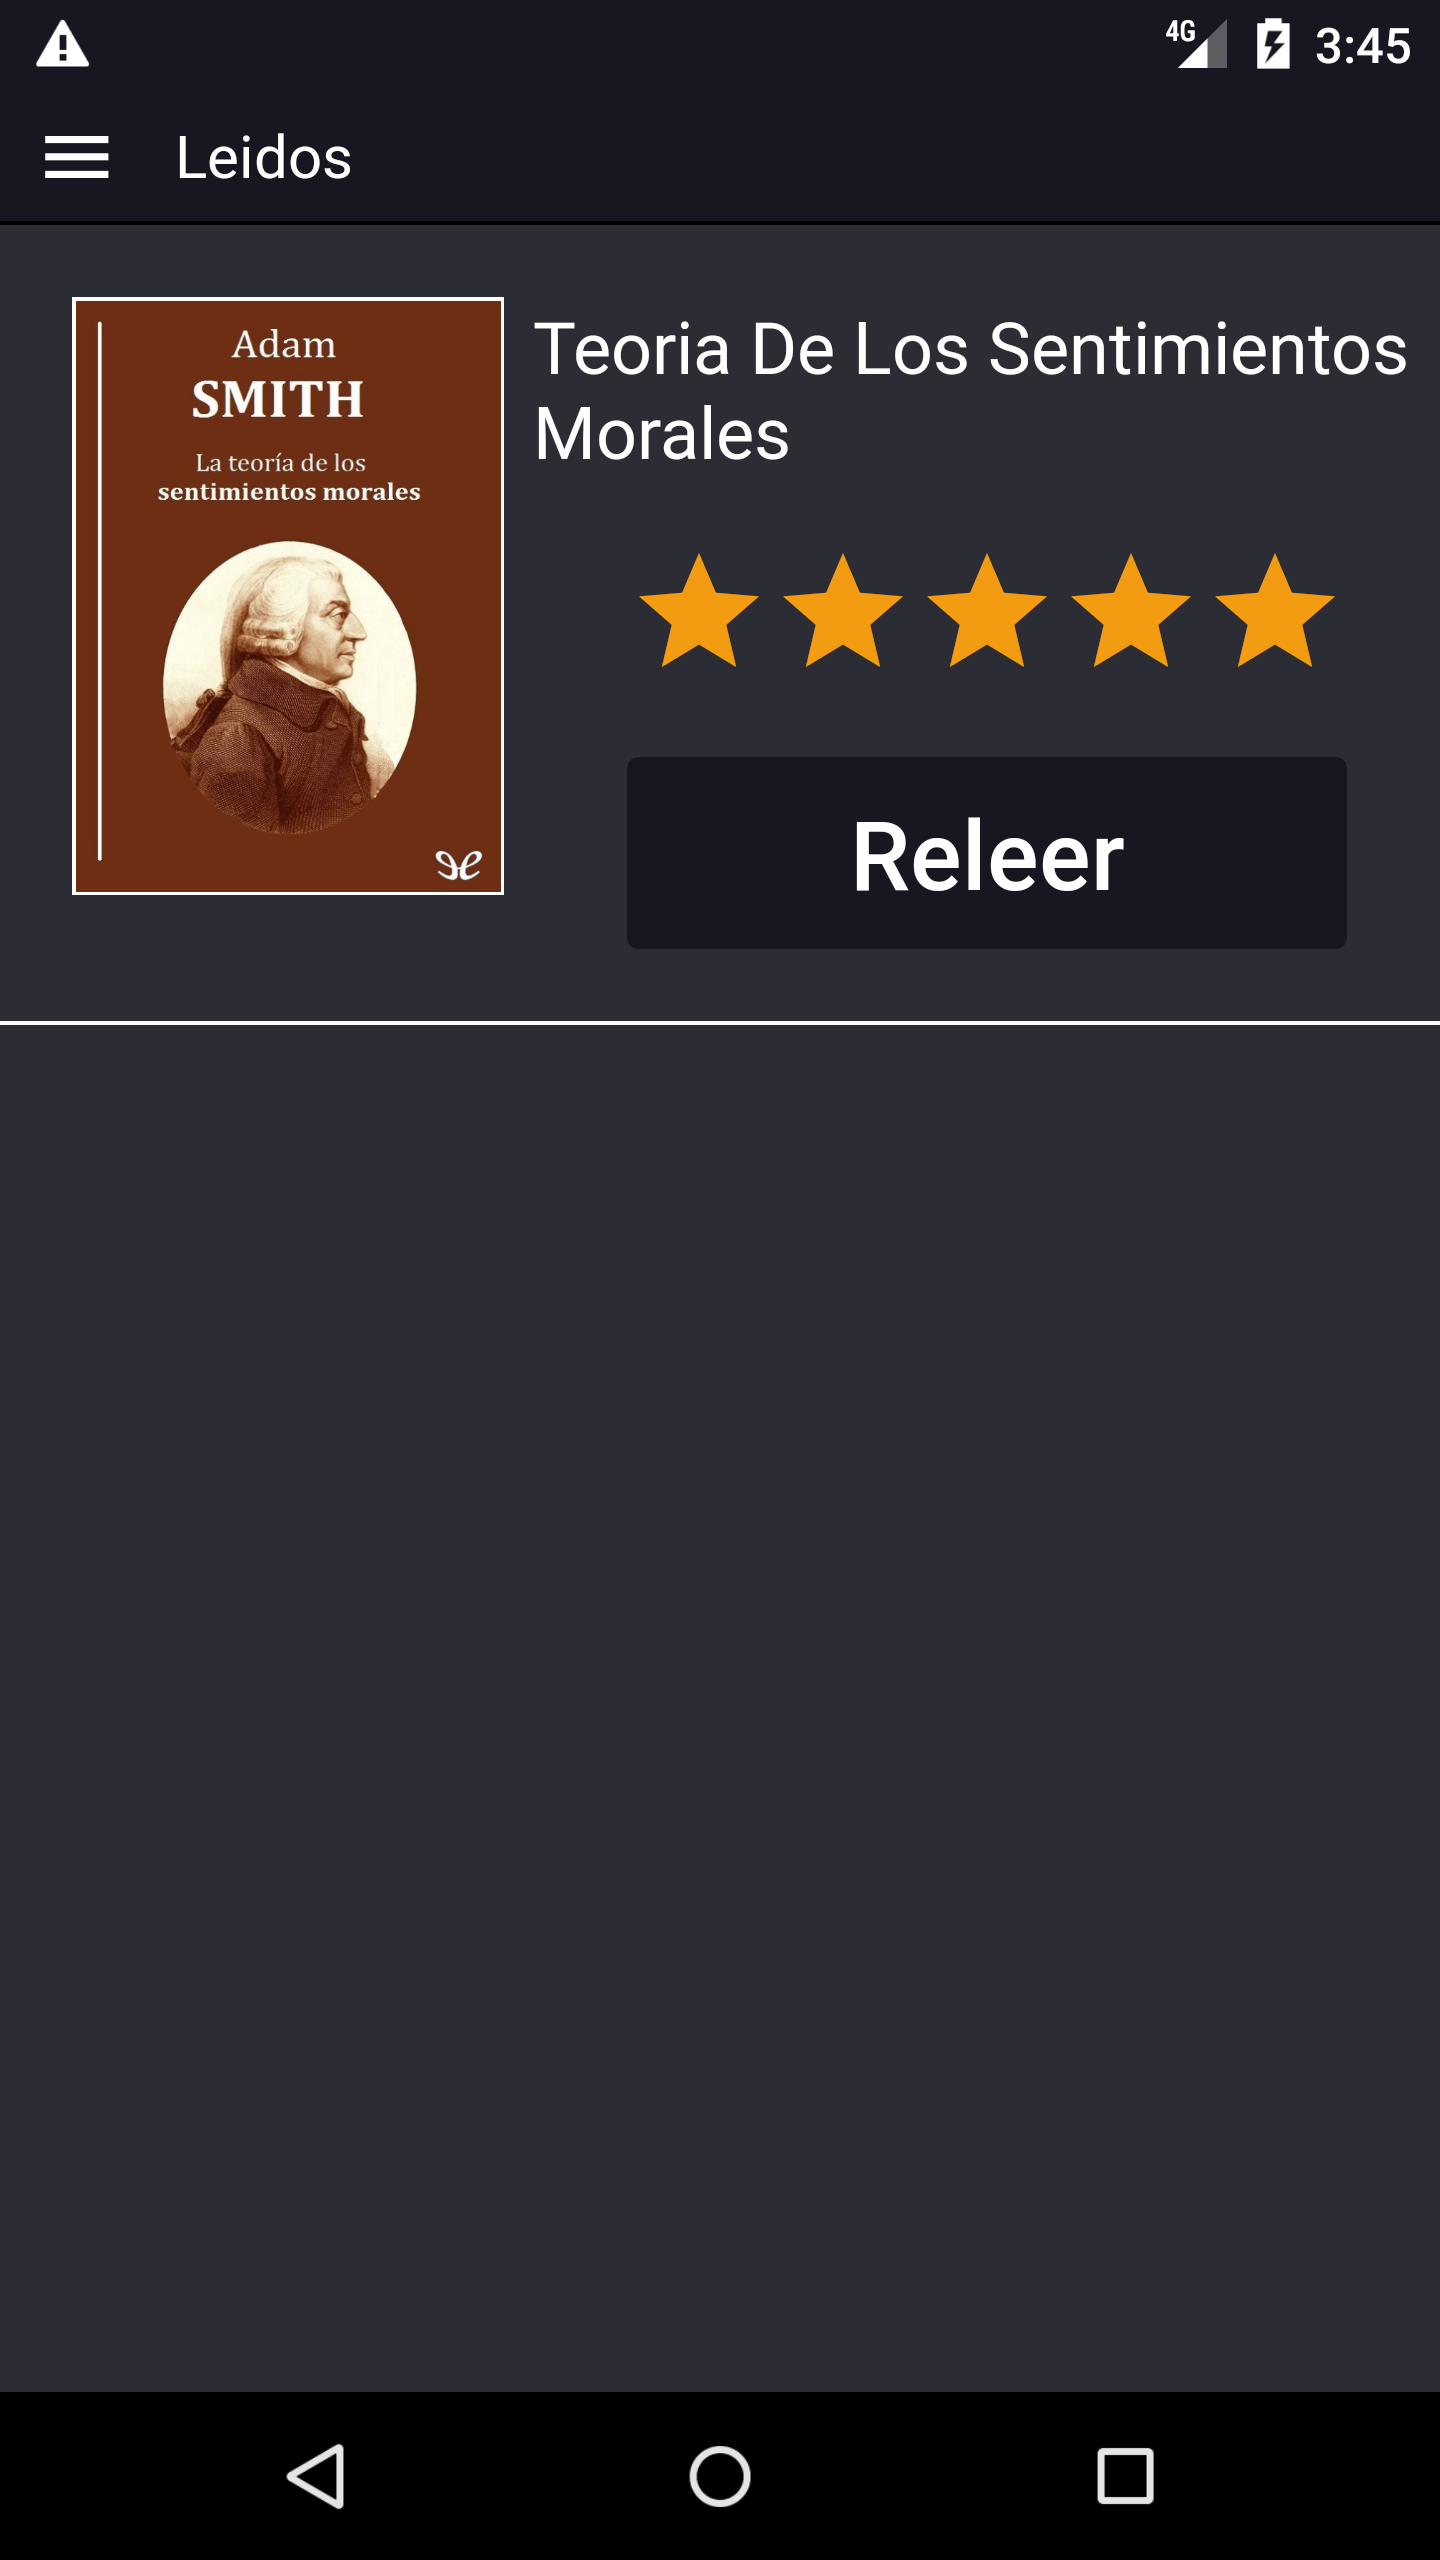 4G 3:45
Leidos
Adam
SMITH
La teoría de los
sentimientos morales
Teoria De Los Sentimientos
Morales
Releer